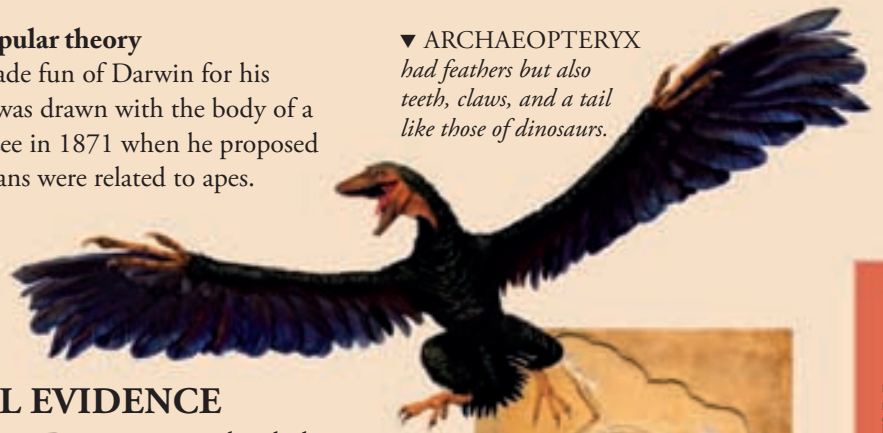 pular theory
ade fun of Darwin for his
was drawn with the body of a
ee in 1871 when he proposed
ans were related to apes.
▼ ARCHAEOPTERYX
had feathers but also
teeth, claws, and a tail
like those of dinosaurs.
L EVIDENCE